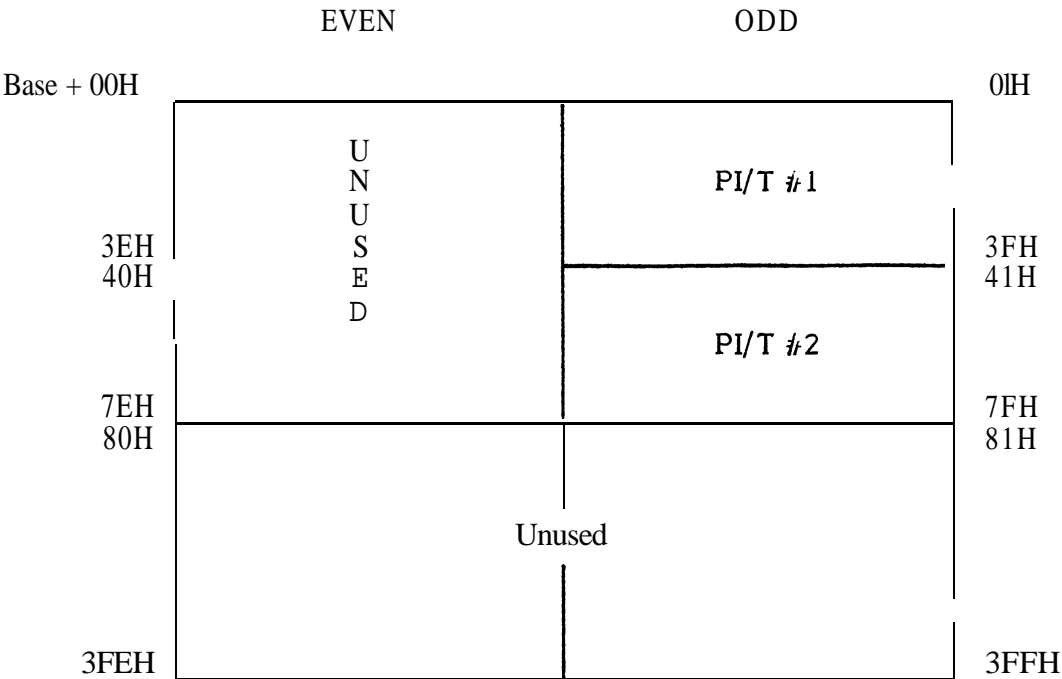 EVEN ODD
Base + 00H 01H
U
N
U
S
E
D
PI/T #1
3EH 3FH
40H 41H
PI/T #2
7EH 7FH
80H 81H
Unused
3FEH 3FFH